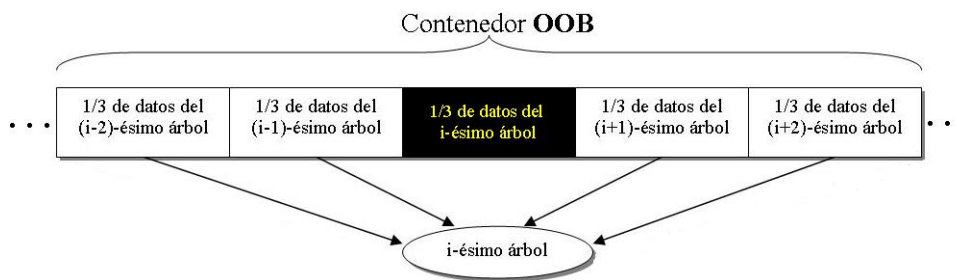 Contenedor OOB
1/3 de datos del
(i-2)-ésimo árbol
1/3 de datos del
(i-1)-ésimo árbol
1/3 de datos del
i-ésimo árbol
1/3 de datos del
(i+1)-ésimo árbol
1/3 de datos del
(i+2)-ésimo árbol
i-ésimo árbol